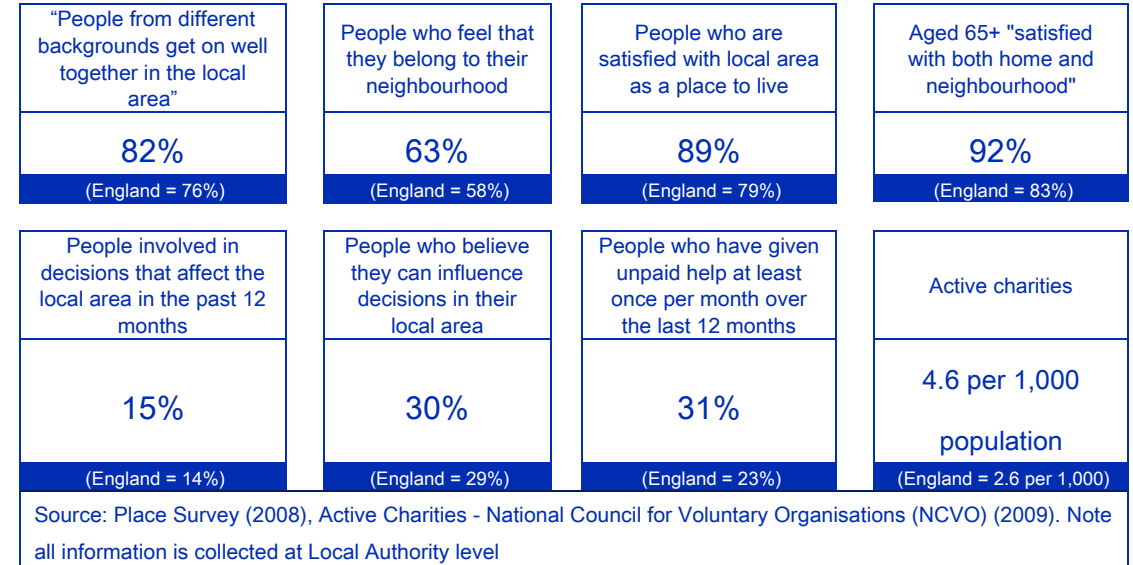 “People from different
backgrounds get on well
together in the local
area”
82%
(England = 76%)
People who feel that
they belong to their
neighbourhood
63%
(England = 58%)
People who are
satisfied with local area
as a place to live
89%
(England = 79%)
Aged 65+ "satisfied
with both home and
neighbourhood"
92%
(England = 83%)
People involved in
decisions that affect the
local area in the past 12
months
15%
(England = 14%)
People who believe
they can influence
decisions in their
local area
30%
(England = 29%)
People who have given
unpaid help at least
once per month over
the last 12 months
31%
(England = 23%)
Active charities
4.6 per 1,000
population
(England = 2.6 per 1,000)
Source: Place Survey (2008), Active Charities - National Council for Voluntary Organisations (NCVO) (2009). Note
all information is collected at Local Authority level